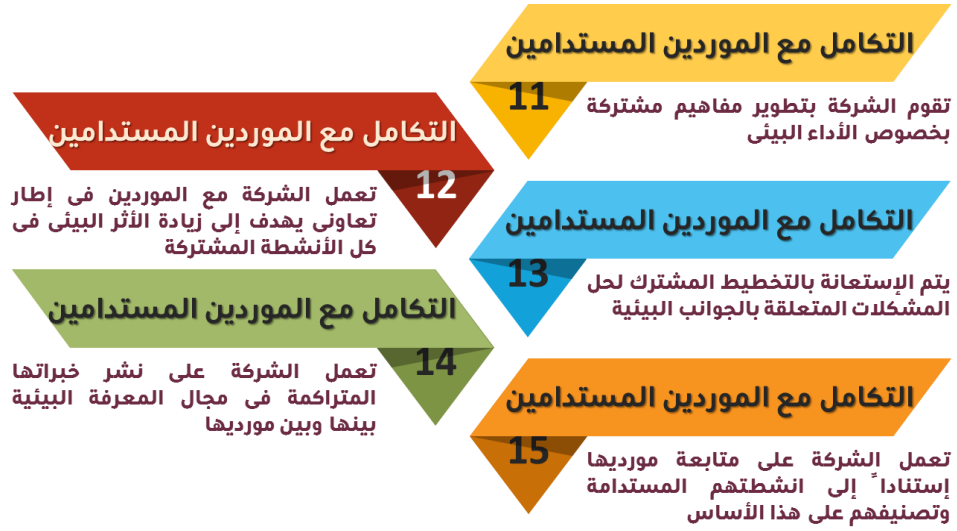 التكامل مع الموردين المستدامين
11
تقوم الشركة بتطوير مفاهيم مشتركة
بخصوص الأداء البيئى
التكامل مع الموردين المستدامين
12
تعمل الشركة مع الموردين فى إطار
تعاونى يهدف إلى زيادة الأثر البيئى فى
كل الأنشطة المشتركة
التكامل مع الموردين المستدامين
13
يتم الإستعانة بالتخطيط المشترك لحل
المشكلات المتعلقة بالجوانب البيئية
التكامل مع الموردين المستدامين
14
تعمل الشركة على نشر خبراتها
المتراكمة فى مجال المعرفة البيئية
بينها وبين مورديها
التكامل مع الموردين المستدامين
15
تعمل الشركة على متابعة مورديها
إستناداً إلى انشطتهم المستدامة
وتصنيفهم على هذا الأساس